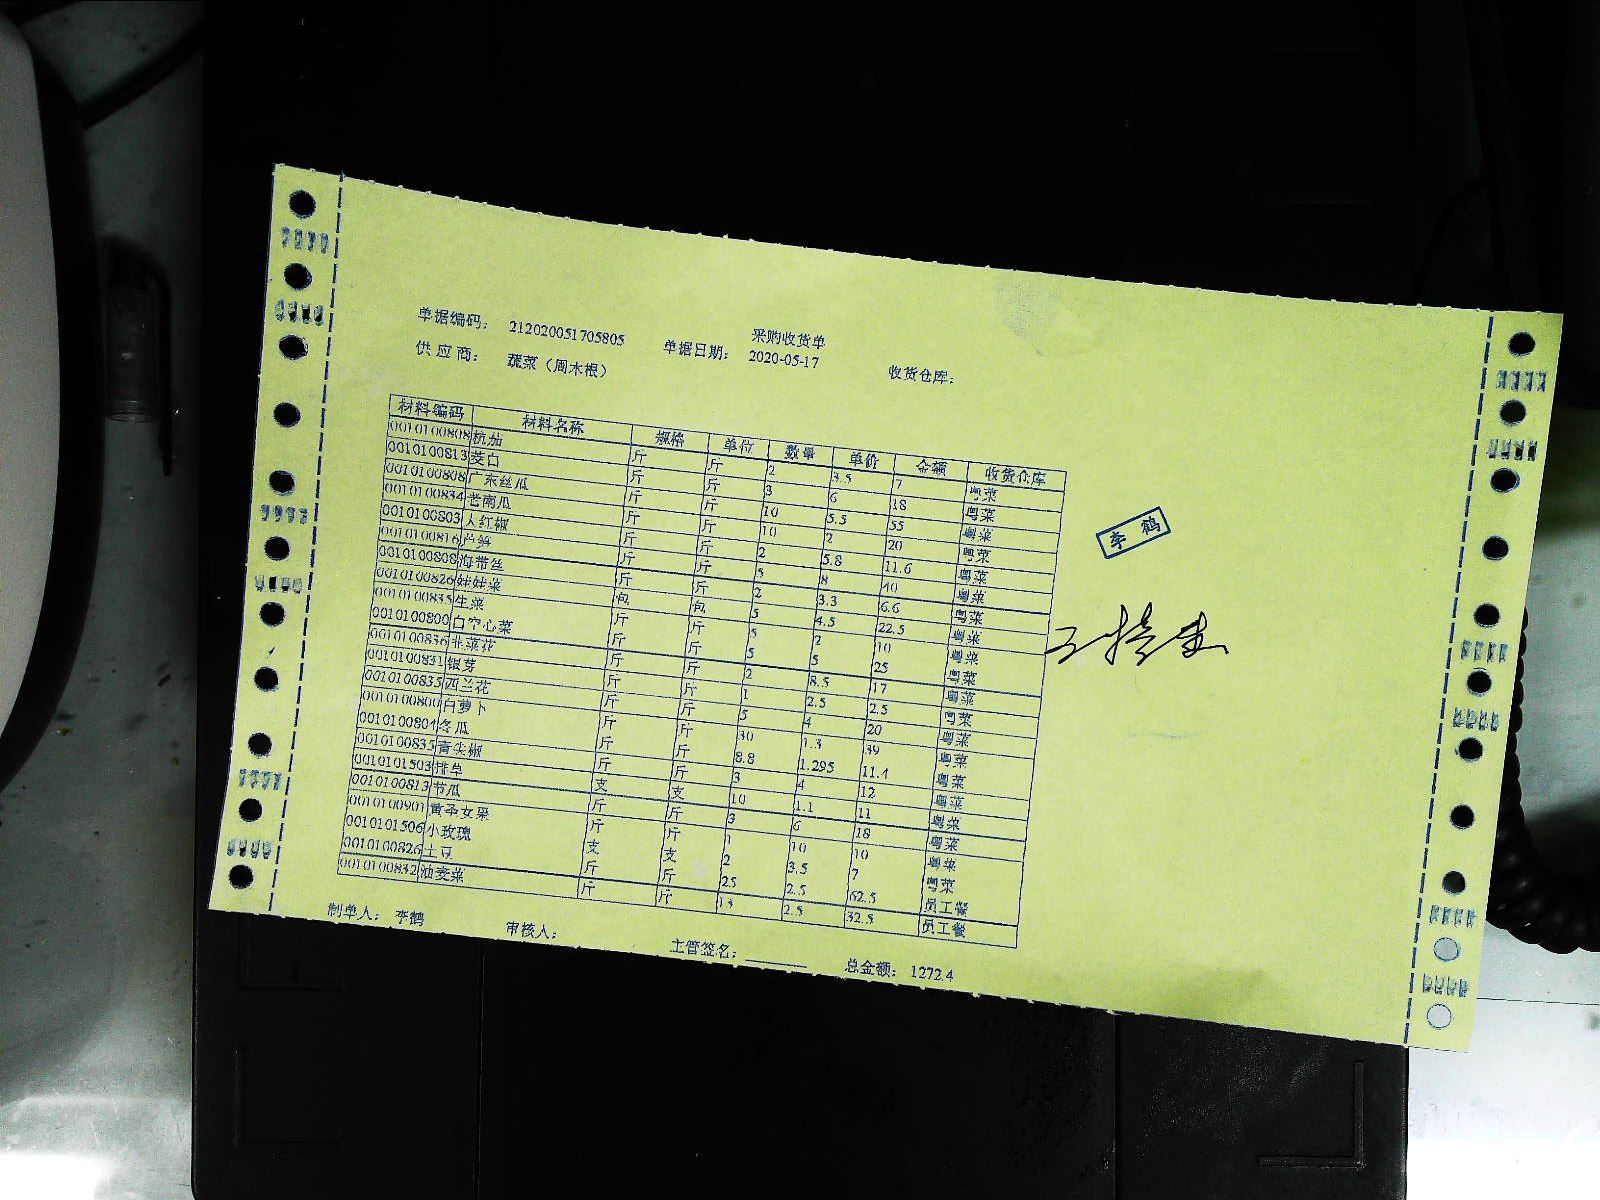 采购收货单
单据编码： 212020051705805 单据日期： 2020-05-17 收货仓库：
供 应 商： 蔬菜（周木根）
材料编码 材料名称 规格 单位 数量 单价 金额 收货仓库
0010100808 杭茄 斤 斤 2 3.5 7 粤菜
0010100813 茭白 斤 斤 3 6 18 粤菜
0010100808 广东丝瓜 斤 斤 10 5.5 55 粤菜
0010100834 老南瓜 斤 斤 10 2 20 粤菜
0010100803 大红椒 斤 斤 2 5.8 11.6 粤菜
0010100816 芦笋 斤 斤 5 8 40 粤菜
0010100808 海带丝 斤 斤 2 3.3 6.6 粤菜
0010100826 娃娃菜 包 包 5 4.5 22.5 粤菜
0010100835 生菜 斤 斤 5 2 10 粤菜
0010100800 白空心菜 斤 斤 5 5 25 粤菜
0010100836 韭菜花 斤 斤 2 8.5 17 粤菜
0010100831 银芽 斤 斤 1 2.5 2.5 粤菜
0010100835 西兰花 斤 斤 5 4 20 粤菜
0010100800 白萝卜 斤 斤 30 1.3 39 粤菜
0010100804 冬瓜 斤 斤 8.8 1.295 11.4 粤菜
0010100835 青尖椒 斤 斤 3 4 12 粤菜
0010101503 排草 支 支 10 1.1 11 粤菜
0010100813 节瓜 斤 斤 3 6 18 粤菜
0010100901 黄圣女果 斤 斤 1 10 10 粤菜
0010101506 小玫瑰 支 支 2 3.5 7 粤菜
0010100826 土豆 斤 斤 25 2.5 62.5 员工餐
0010100832 油麦菜 斤 斤 13 2.5 32.5 员工餐
李鹤
制单人： 李鹤 审核人： 主管签名： 总金额： 1272.4